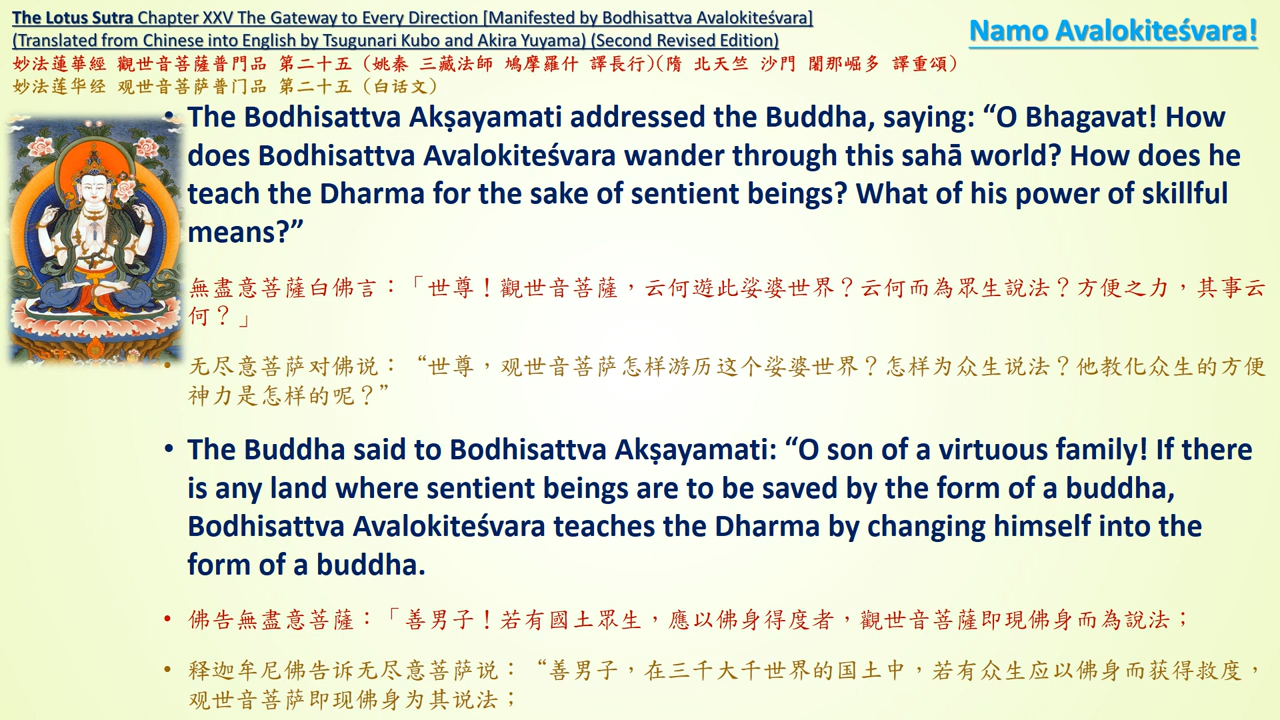 The Lotus Sutra Chapter XXV The Gateway to Every Direction [Manifested by Bodhisattva Avalokiteśvara]
(Translated from Chinese into English by Tsugunari Kubo and Akira Yuyama) (Second Revised Edition)
Namo Avalokiteśvara!
妙法蓮華經 觀世音菩薩普門品 第二十五 (姚秦 三藏法師 鳩摩羅什 譯長行)(隋 北天竺 沙門 闍那崛多 譯重頌)
妙法莲华经 观世音菩萨普门品 第二十五 (白话文)
• The Bodhisattva Akṣayamati addressed the Buddha, saying: “O Bhagavat! How
does Bodhisattva Avalokiteśvara wander through this sahā world? How does he
teach the Dharma for the sake of sentient beings? What of his power of skillful
means?”
無盡意菩薩白佛言：「世尊！觀世音菩薩，云何遊此娑婆世界？云何而為眾生說法？方便之力，其事云
何？」
• 无尽意菩萨对佛说：“世尊，观世音菩萨怎样游历这个娑婆世界？怎样为众生说法？他教化众生的方便
神力是怎样的呢？”
• The Buddha said to Bodhisattva Akṣayamati: “O son of a virtuous family! If there
is any land where sentient beings are to be saved by the form of a buddha,
Bodhisattva Avalokiteśvara teaches the Dharma by changing himself into the
form of a buddha.
• 佛告無盡意菩薩：「善男子！若有國土眾生，應以佛身得度者，觀世音菩薩即現佛身而為說法；
• 释迦牟尼佛告诉无尽意菩萨说：“善男子，在三千大千世界的国土中，若有众生应以佛身而获得救度，
观世音菩萨即现佛身为其说法；